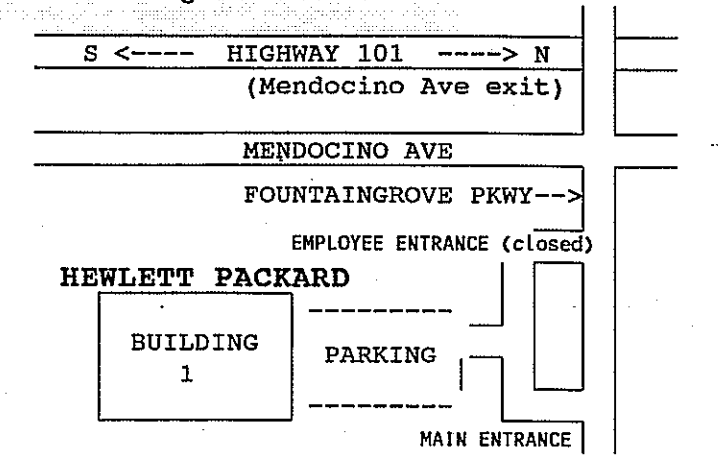 S <---- HIGHWAY 101 ----> N
(Mendocino Ave exit)
MENDOCINO AVE
FOUNTAINGROVE PKWY-->
EMPLOYEE ENTRANCE (closed)
HEWLETT PACKARD
BUILDING
1
PARKING
MAIN ENTRANCE